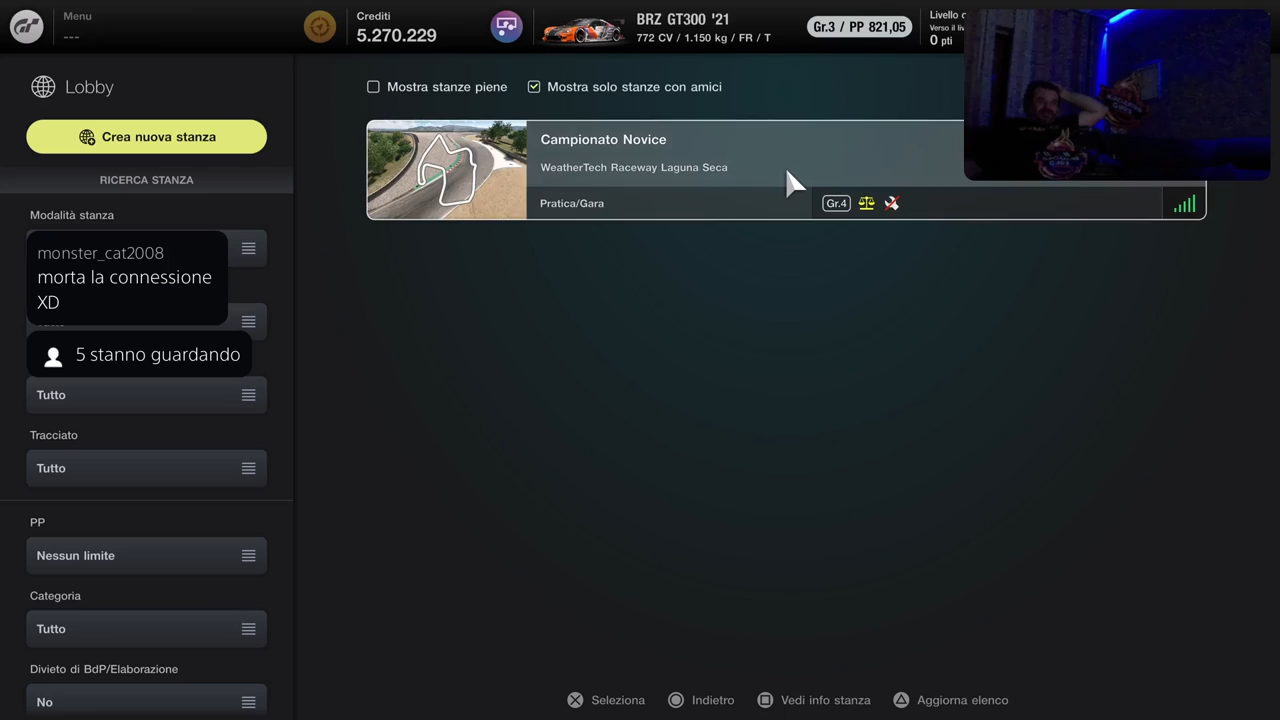 Menu
---
Crediti
5.270.229
BRZ GT300 '21
772 CV / 1.150 kg / FR / T
Gr.3 / PP 821,05
Livello
Verso il liv
0 pti
Lobby
Crea nuova stanza
RICERCA STANZA
Modalità stanza
monster_cat2008
morta la connessione
XD
5 stanno guardando
Tutto
Tracciato
Tutto
PP
Nessun limite
Categoria
Tutto
Divieto di BdP/Elaborazione
No
Mostra stanze piene
Mostra solo stanze con amici
Campionato Novice
WeatherTech Raceway Laguna Seca
Pratica/Gara
Gr.4
Seleziona
Indietro
Vedi info stanza
Aggiorna elenco